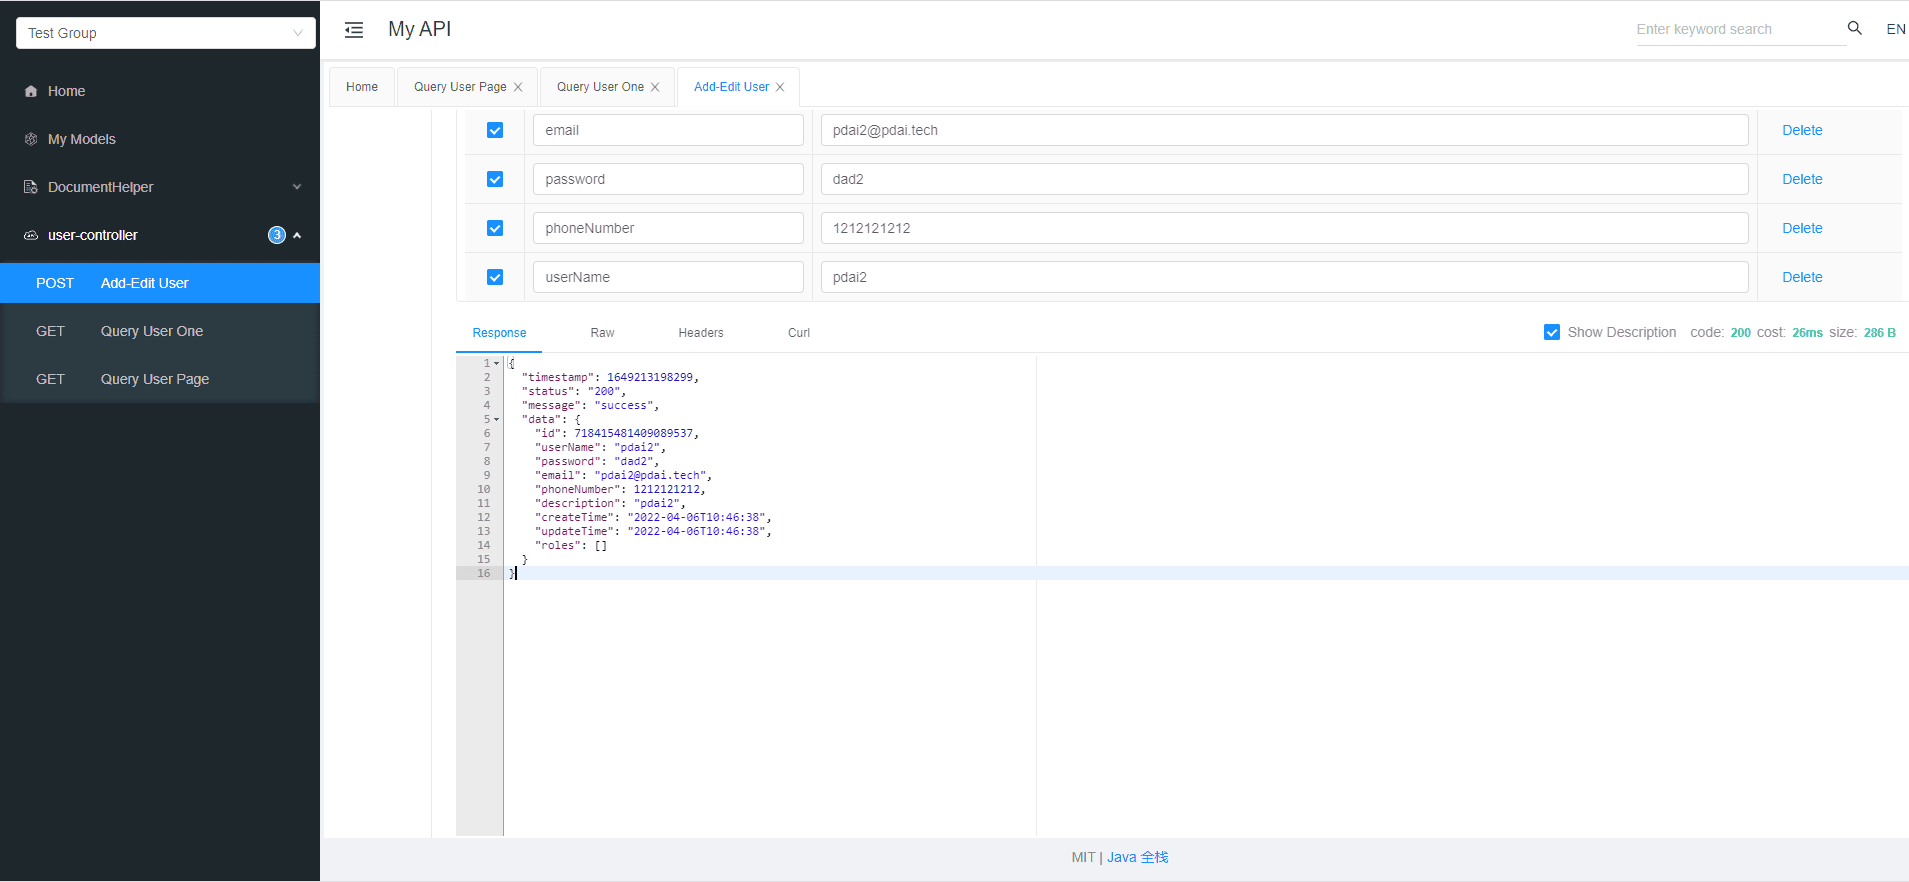 Test Group
Home
My Models
DocumentHelper
user-controller 3
POST Add-Edit User
GET Query User One
GET Query User Page
My API
Enter keyword search
EN
Home
Query User Page
Query User One
Add-Edit User
email pdai2@pdai.tech Delete
password dad2 Delete
phoneNumber 1212121212 Delete
userName pdai2 Delete
Response Raw Headers Curl
Show Description code: 200 cost: 26ms size: 286 B
1 {
2 "timestamp": 1649213198299,
3 "status": "200",
4 "message": "success",
5 "data": {
6 "id": 718415481409089537,
7 "userName": "pdai2",
8 "password": "dad2",
9 "email": "pdai2@pdai.tech",
10 "phoneNumber": 1212121212,
11 "description": "pdai2",
12 "createTime": "2022-04-06T10:46:38",
13 "updateTime": "2022-04-06T10:46:38",
14 "roles": []
15 }
16 }
MIT | Java 全栈